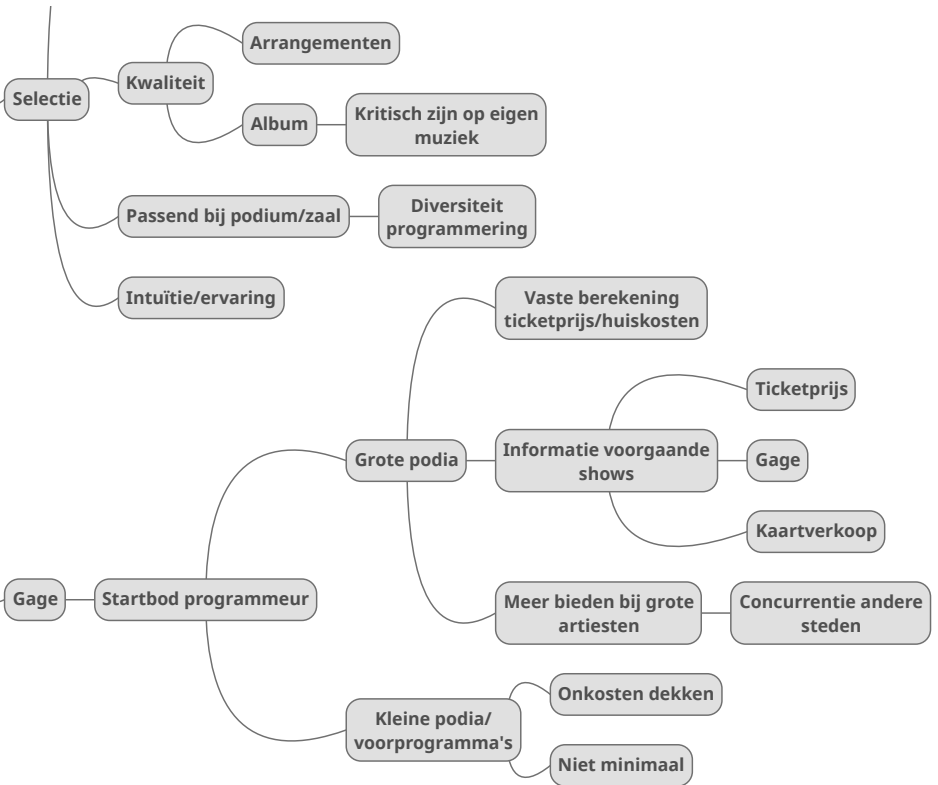 Arrangementen
Selectie
Kwaliteit
Album
Kritisch zijn op eigen
muziek
Passend bij podium/zaal
Diversiteit
programmering
Intuïtie/ervaring
Vaste berekening
ticketprijs/huiskosten
Ticketprijs
Grote podia
Informatie voorgaande
shows
Gage
Kaartverkoop
Gage
Startbod programmeur
Meer bieden bij grote
artiesten
Concurrentie andere
steden
Kleine podia/
voorprogramma's
Onkosten dekken
Niet minimaal